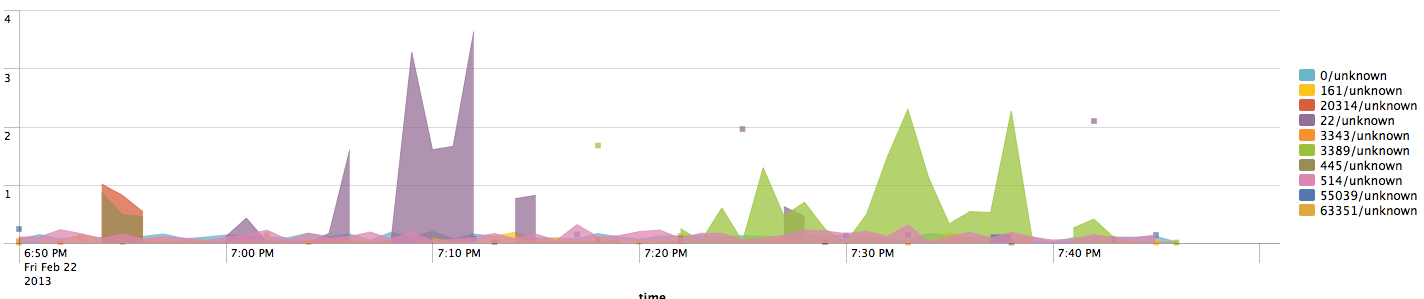 4
3
2
1
6:50 PM
Fri Feb 22
2013
7:00 PM
7:10 PM
7:20 PM
7:30 PM
7:40 PM
time
0/unknown
161/unknown
20314/unknown
22/unknown
3343/unknown
3389/unknown
445/unknown
514/unknown
55039/unknown
63351/unknown